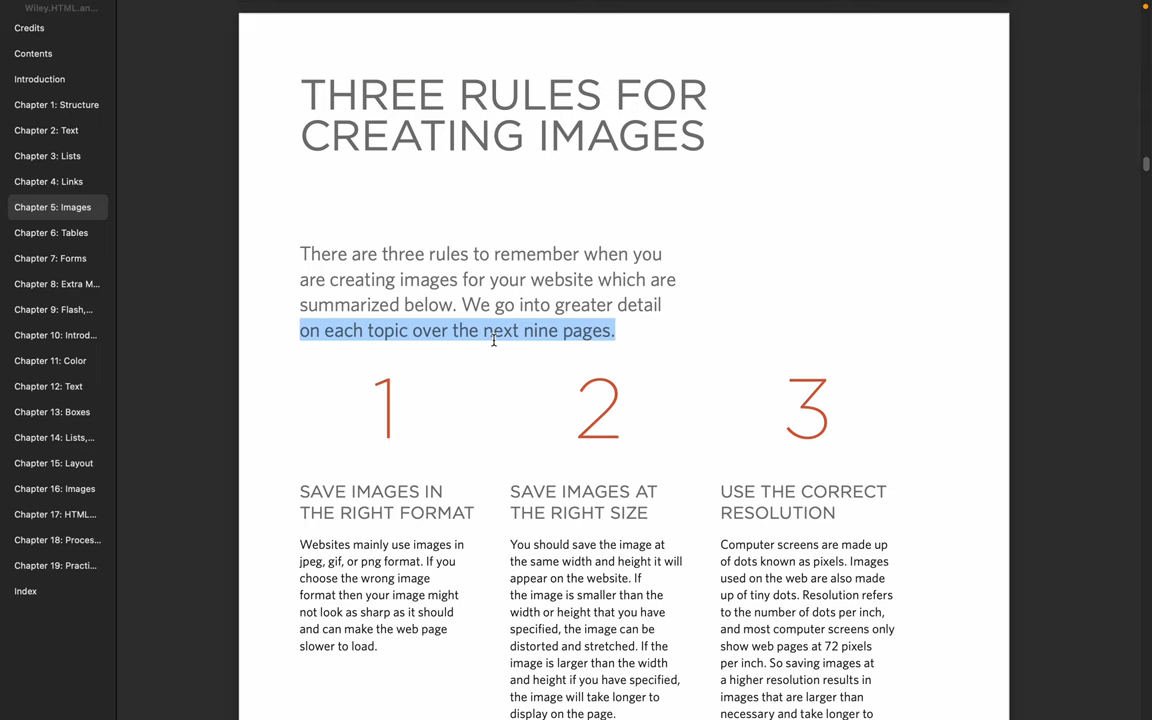 Wiley.HTML.an...
Credits
Contents
Introduction
Chapter 1: Structure
Chapter 2: Text
Chapter 3: Lists
Chapter 4: Links
Chapter 5: Images
Chapter 6: Tables
Chapter 7: Forms
Chapter 8: Extra M...
Chapter 9: Flash,...
Chapter 10: Introd...
Chapter 11: Color
Chapter 12: Text
Chapter 13: Boxes
Chapter 14: Lists,...
Chapter 15: Layout
Chapter 16: Images
Chapter 17: HTML...
Chapter 18: Proces...
Chapter 19: Practi...
Index
THREE RULES FOR
CREATING IMAGES
There are three rules to remember when you
are creating images for your website which are
summarized below. We go into greater detail
on each topic over the next nine pages.
1
SAVE IMAGES IN
THE RIGHT FORMAT
Websites mainly use images in
jpeg, gif, or png format. If you
choose the wrong image
format then your image might
not look as sharp as it should
and can make the web page
slower to load.
2
SAVE IMAGES AT
THE RIGHT SIZE
You should save the image at
the same width and height it will
appear on the website. If
the image is smaller than the
width or height that you have
specified, the image can be
distorted and stretched. If the
image is larger than the width
and height if you have specified,
the image will take longer to
display on the page.
3
USE THE CORRECT
RESOLUTION
Computer screens are made up
of dots known as pixels. Images
used on the web are also made
up of tiny dots. Resolution refers
to the number of dots per inch,
and most computer screens only
show web pages at 72 pixels
per inch. So saving images at
a higher resolution results in
images that are larger than
necessary and take longer to